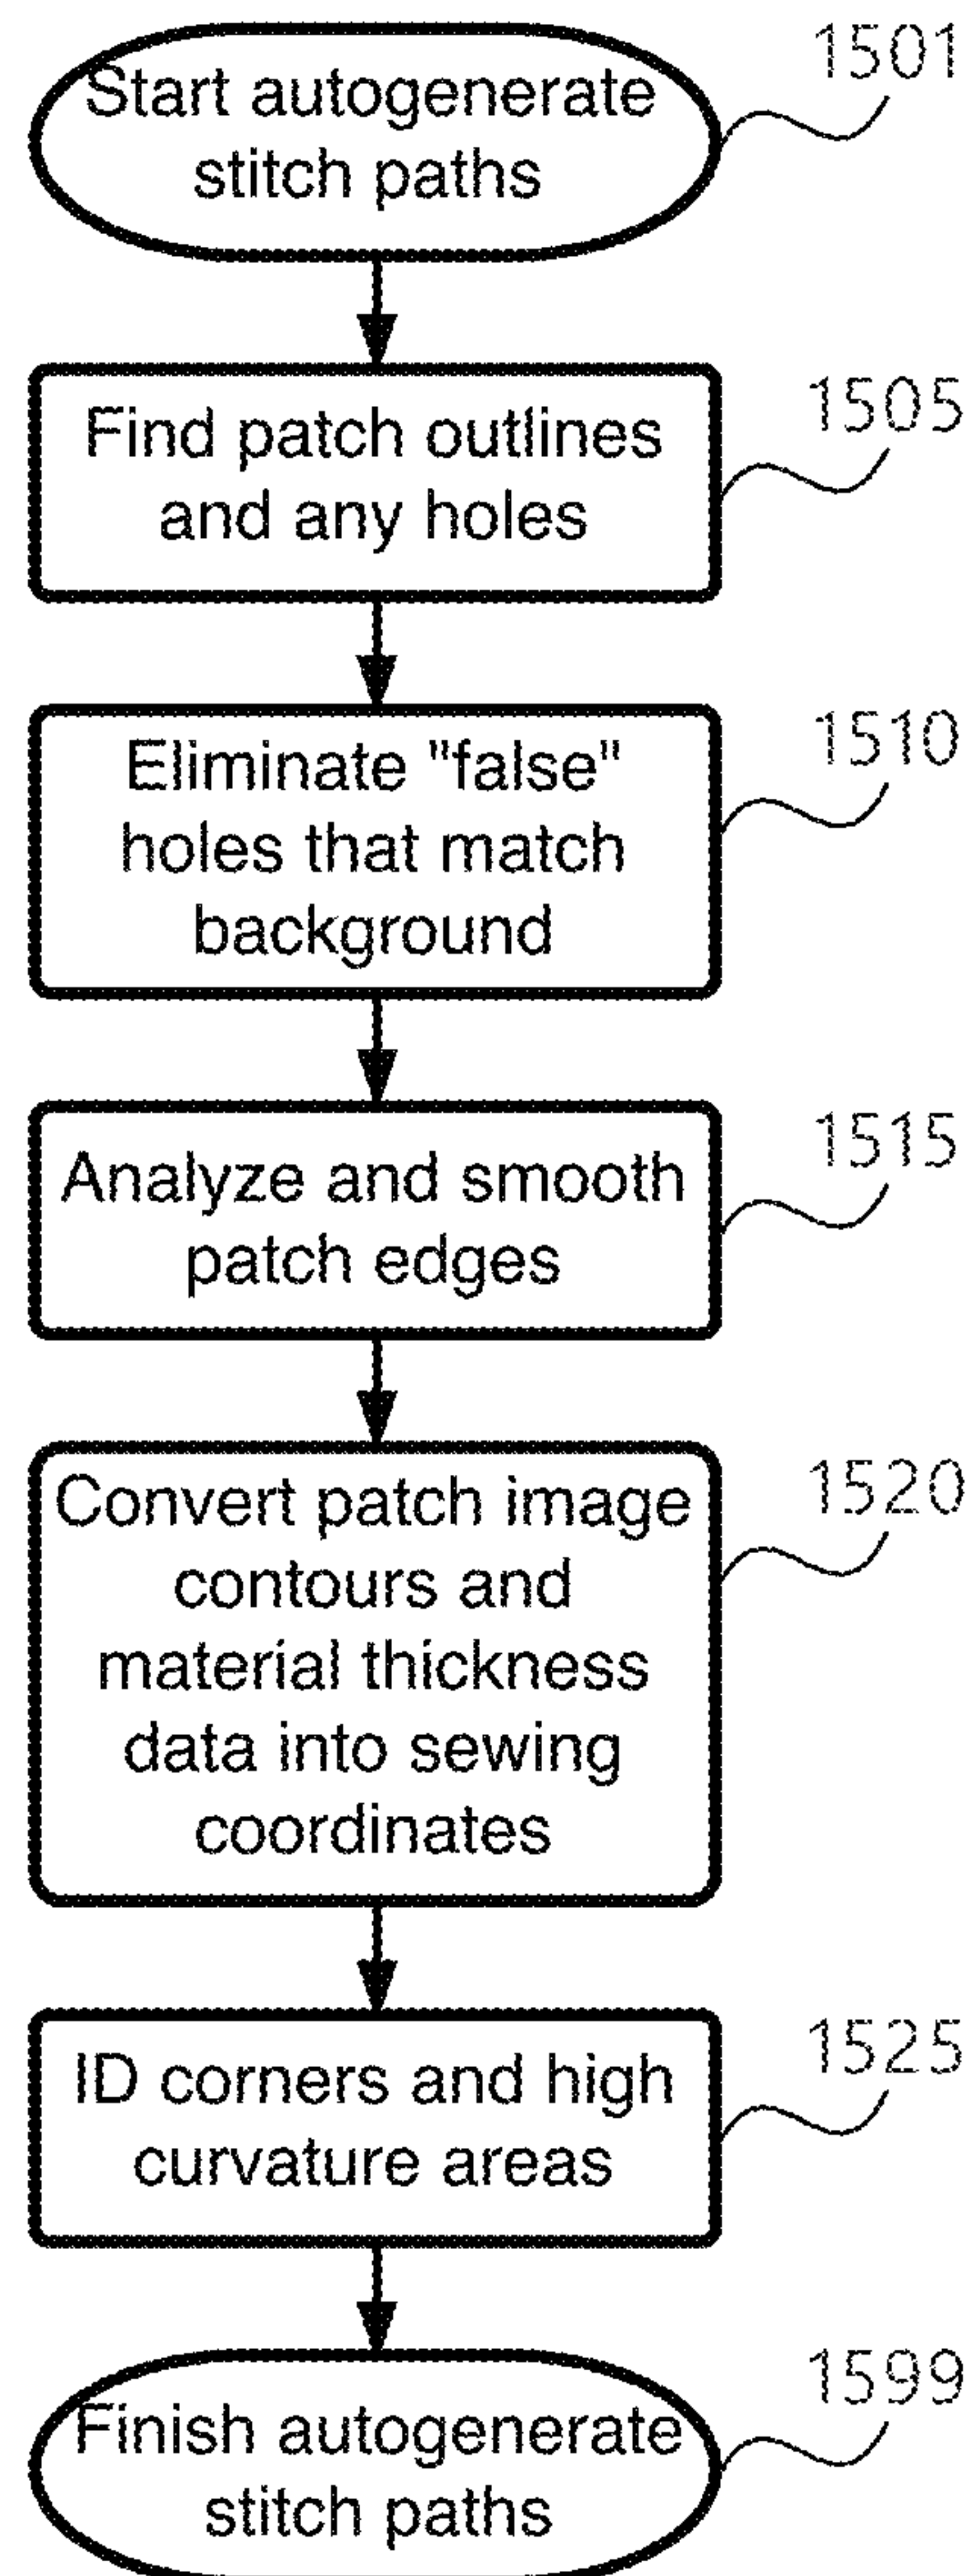 Start autogenerate
stitch paths
1501
Find patch outlines
and any holes
1505
Eliminate "false"
holes that match
background
1510
Analyze and smooth
patch edges
1515
Convert patch image
contours and
material thickness
data into sewing
coordinates
1520
ID corners and high
curvature areas
1525
Finish autogenerate
stitch paths
1599